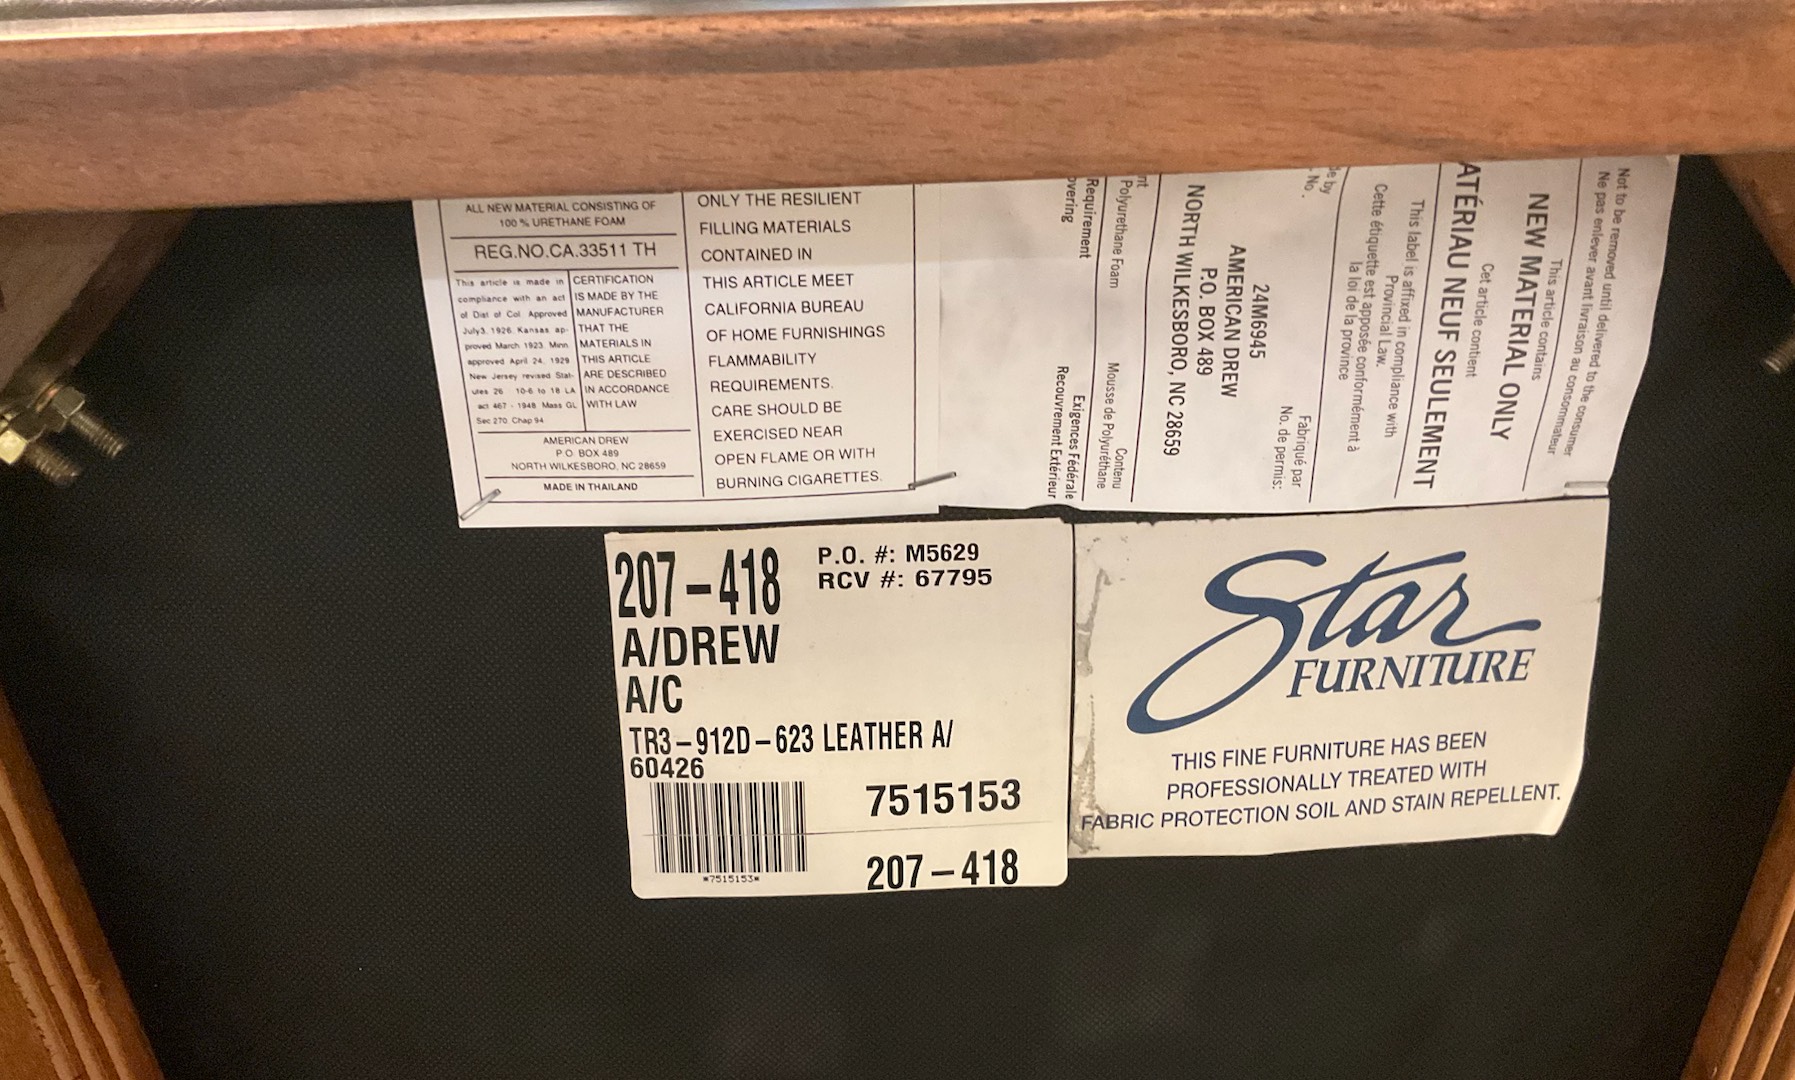 ALL NEW MATERIAL CONSISTING OF
100 % URETHANE FOAM
REG.NO.CA.33511 TH
This article is made in
compliance with an act
of Dist of Col Approved
July3, 1926. Kansas ap-
proved March 1923 Minn
approved April 24, 1929
New Jersey revised Stat-
utes 26 10-6 to 18 LA
act 467 - 1948 Mass GL
Sec 270 Chap 94
CERTIFICATION
IS MADE BY THE
MANUFACTURER
THAT THE
MATERIALS IN
THIS ARTICLE
ARE DESCRIBED
IN ACCORDANCE
WITH LAW
AMERICAN DREW
P.O. BOX 489
NORTH WILKESBORO, NC 28659
MADE IN THAILAND
ONLY THE RESILIENT
FILLING MATERIALS
CONTAINED IN
THIS ARTICLE MEET
CALIFORNIA BUREAU
OF HOME FURNISHINGS
FLAMMABILITY
REQUIREMENTS.
CARE SHOULD BE
EXERCISED NEAR
OPEN FLAME OR WITH
BURNING CIGARETTES.
Not to be removed until delivered to the consumer
Ne pas enlever avant livraison au consommateur
This article contains
NEW MATERIAL ONLY
Cet article contient
ATÉRIAU NEUF SEULEMENT
This label is affixed in compliance with
Provincial Law.
Cette étiquette est apposée conformément à
la loi de la province
e by
Fabriqué par
No.
No. de permis:
24M6945
AMERICAN DREW
P.O. BOX 489
NORTH WILKESBORO, NC 28659
nt
Contenu
Polyurethane Foam
Mousse de Polyuréthane
Requirement
Exigences Fédérale
overing
Recouvrement Extérieur
207-418
P.O. #: M5629
RCV #: 67795
A/DREW
A/C
TR3-912D-623 LEATHER A/
60426
7515153
*7515153*
207-418
Star
FURNITURE
THIS FINE FURNITURE HAS BEEN
PROFESSIONALLY TREATED WITH
FABRIC PROTECTION SOIL AND STAIN REPELLENT.